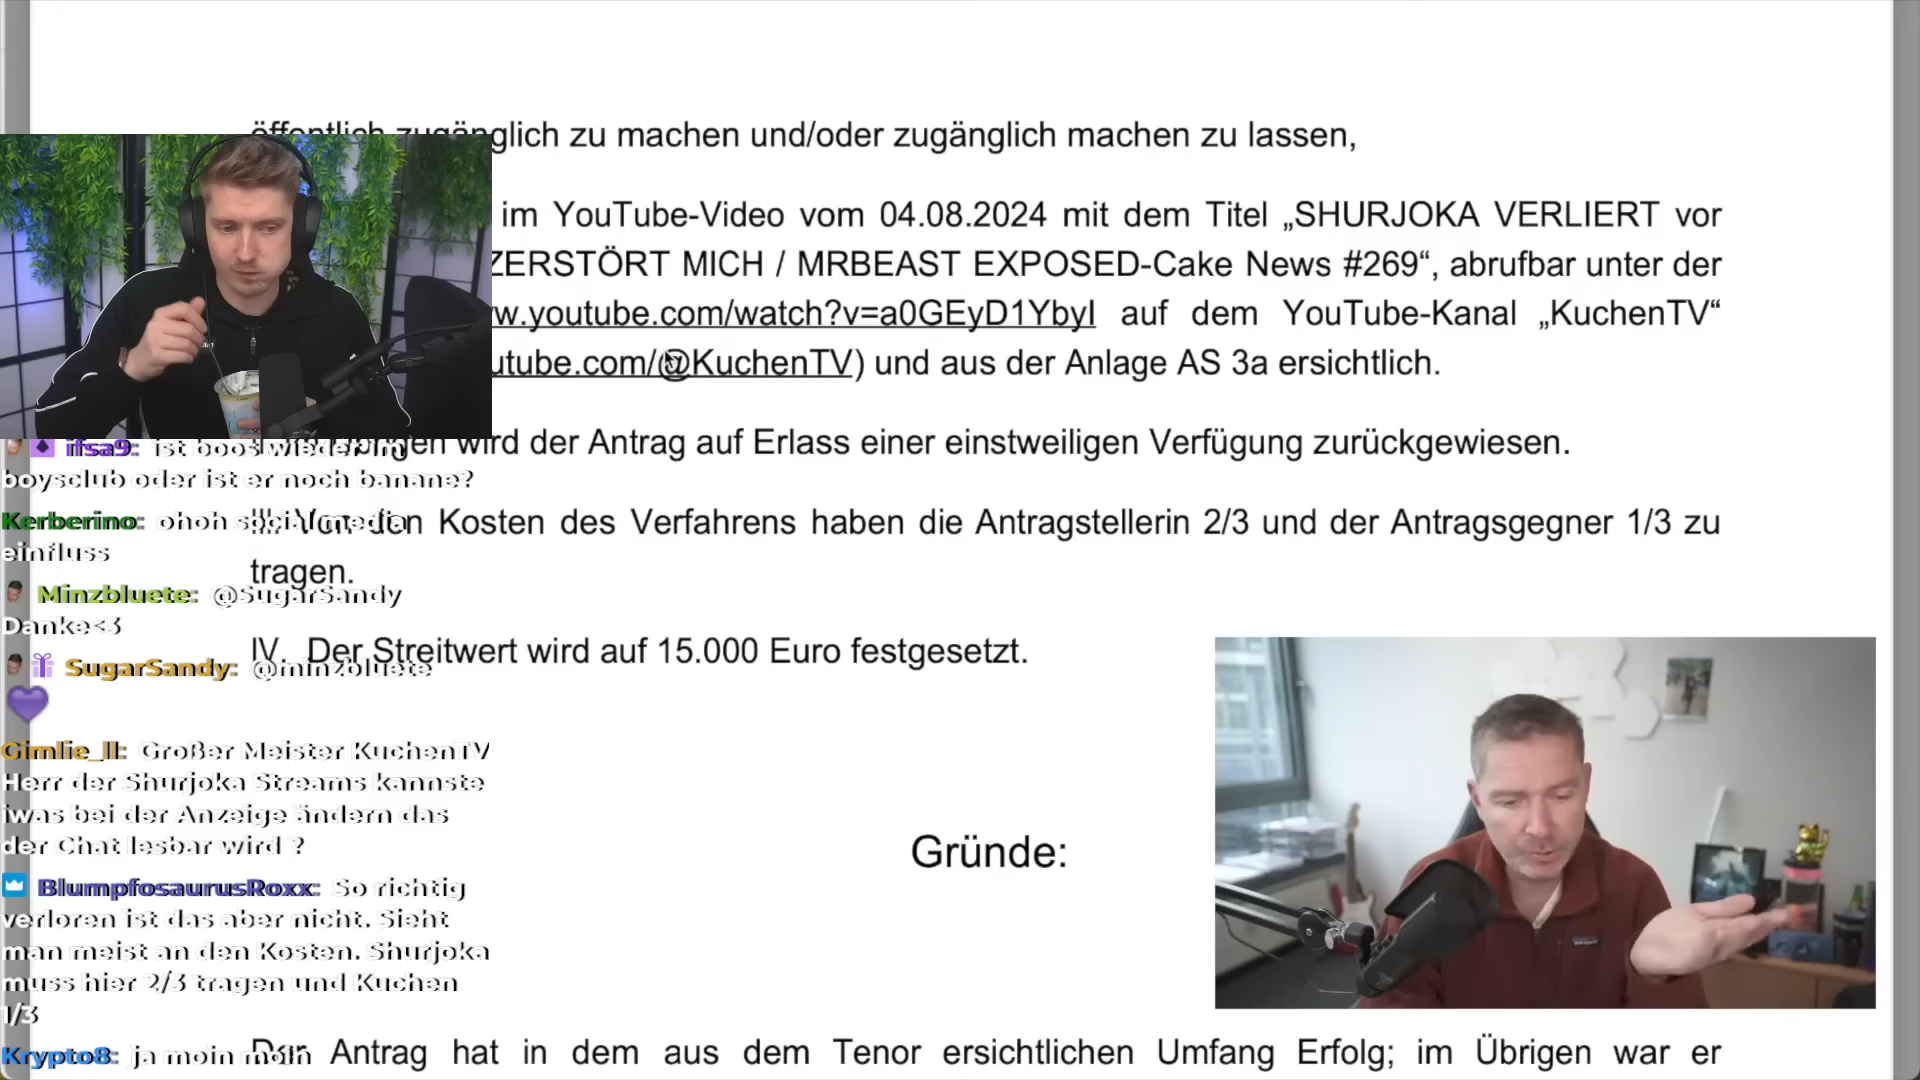 öffentlich zugänglich zu machen und/oder zugänglich machen zu lassen,
im YouTube-Video vom 04.08.2024 mit dem Titel „SHURJOKA VERLIERT vor
ZERSTÖRT MICH / MRBEAST EXPOSED-Cake News #269“, abrufbar unter der
w.youtube.com/watch?v=a0GEyD1YbyI auf dem YouTube-Kanal „KuchenTV“
utube.com/@KuchenTV) und aus der Anlage AS 3a ersichtlich.
wird der Antrag auf Erlass einer einstweiligen Verfügung zurückgewiesen.
III. Von den Kosten des Verfahrens haben die Antragstellerin 2/3 und der Antragsgegner 1/3 zu
tragen.
IV. Der Streitwert wird auf 15.000 Euro festgesetzt.
Gründe:
Der Antrag hat in dem aus dem Tenor ersichtlichen Umfang Erfolg; im Übrigen war er
ifsa9: ist boos wieder im
boysclub oder ist er noch banane?
Kerberino: ohoh social media
einfluss
Minzbluete: @SugarSandy
Danke<3
SugarSandy: @minzbluete
Gimlie_ll: Großer Meister KuchenTV
Herr der Shurjoka Streams kannste
iwas bei der Anzeige ändern das
der Chat lesbar wird ?
BlumpfosaurusRoxx: So richtig
verloren ist das aber nicht. Sieht
man meist an den Kosten. Shurjoka
muss hier 2/3 tragen und Kuchen
1/3
Krypto8: ja moin moin